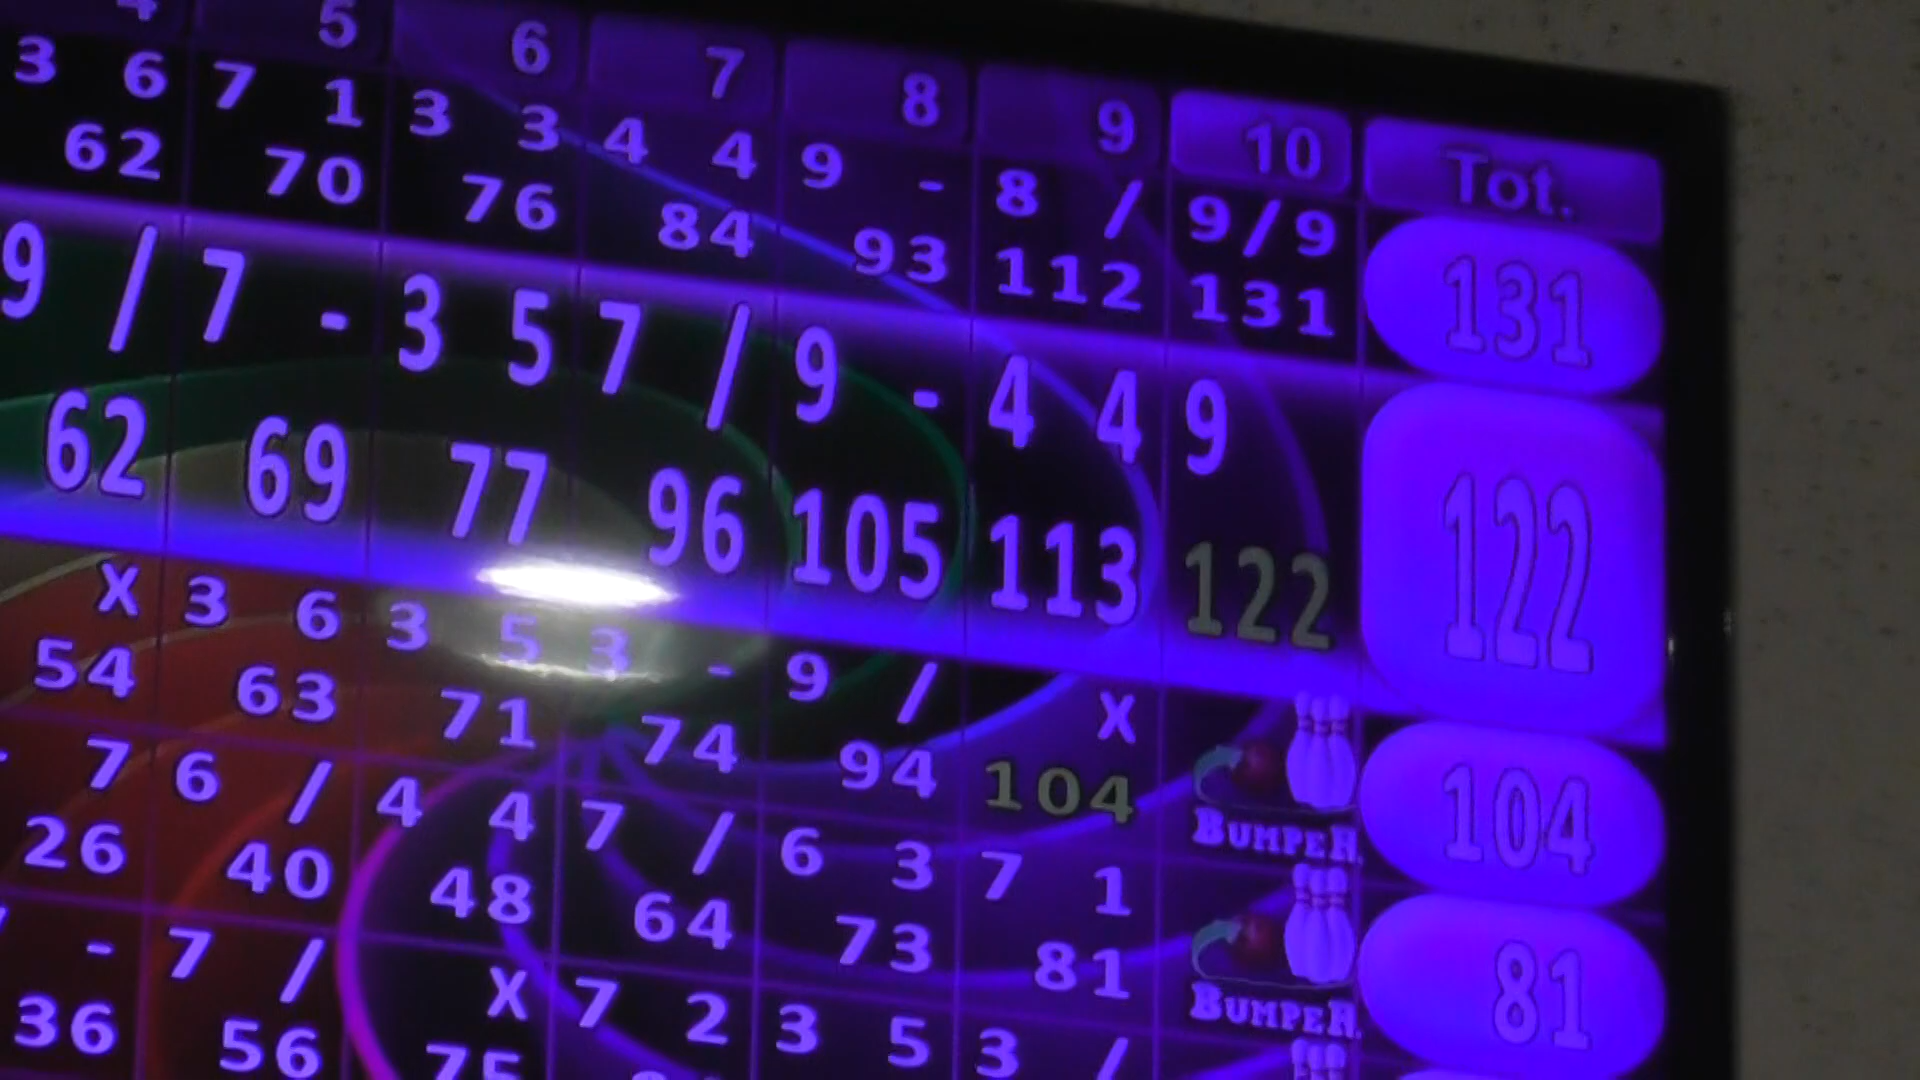 4 5 6 7 8 9 10 Tot.
3 6 7 1 3 3 4 4 9 - 8 / 9/9
62 70 76 84 93 112 131 131
9 / 7 - 3 5 7 / 9 - 4 4 9
62 69 77 96 105 113 122 122
X 3 6 3 5 3 - 9 / X
54 63 71 74 94 104 BUMPER 104
- 7 6 / 4 4 7 / 6 3 7 1
26 40 48 64 73 81 BUMPER 81
- 7 / X 7 2 3 5 3 /
36 56 75